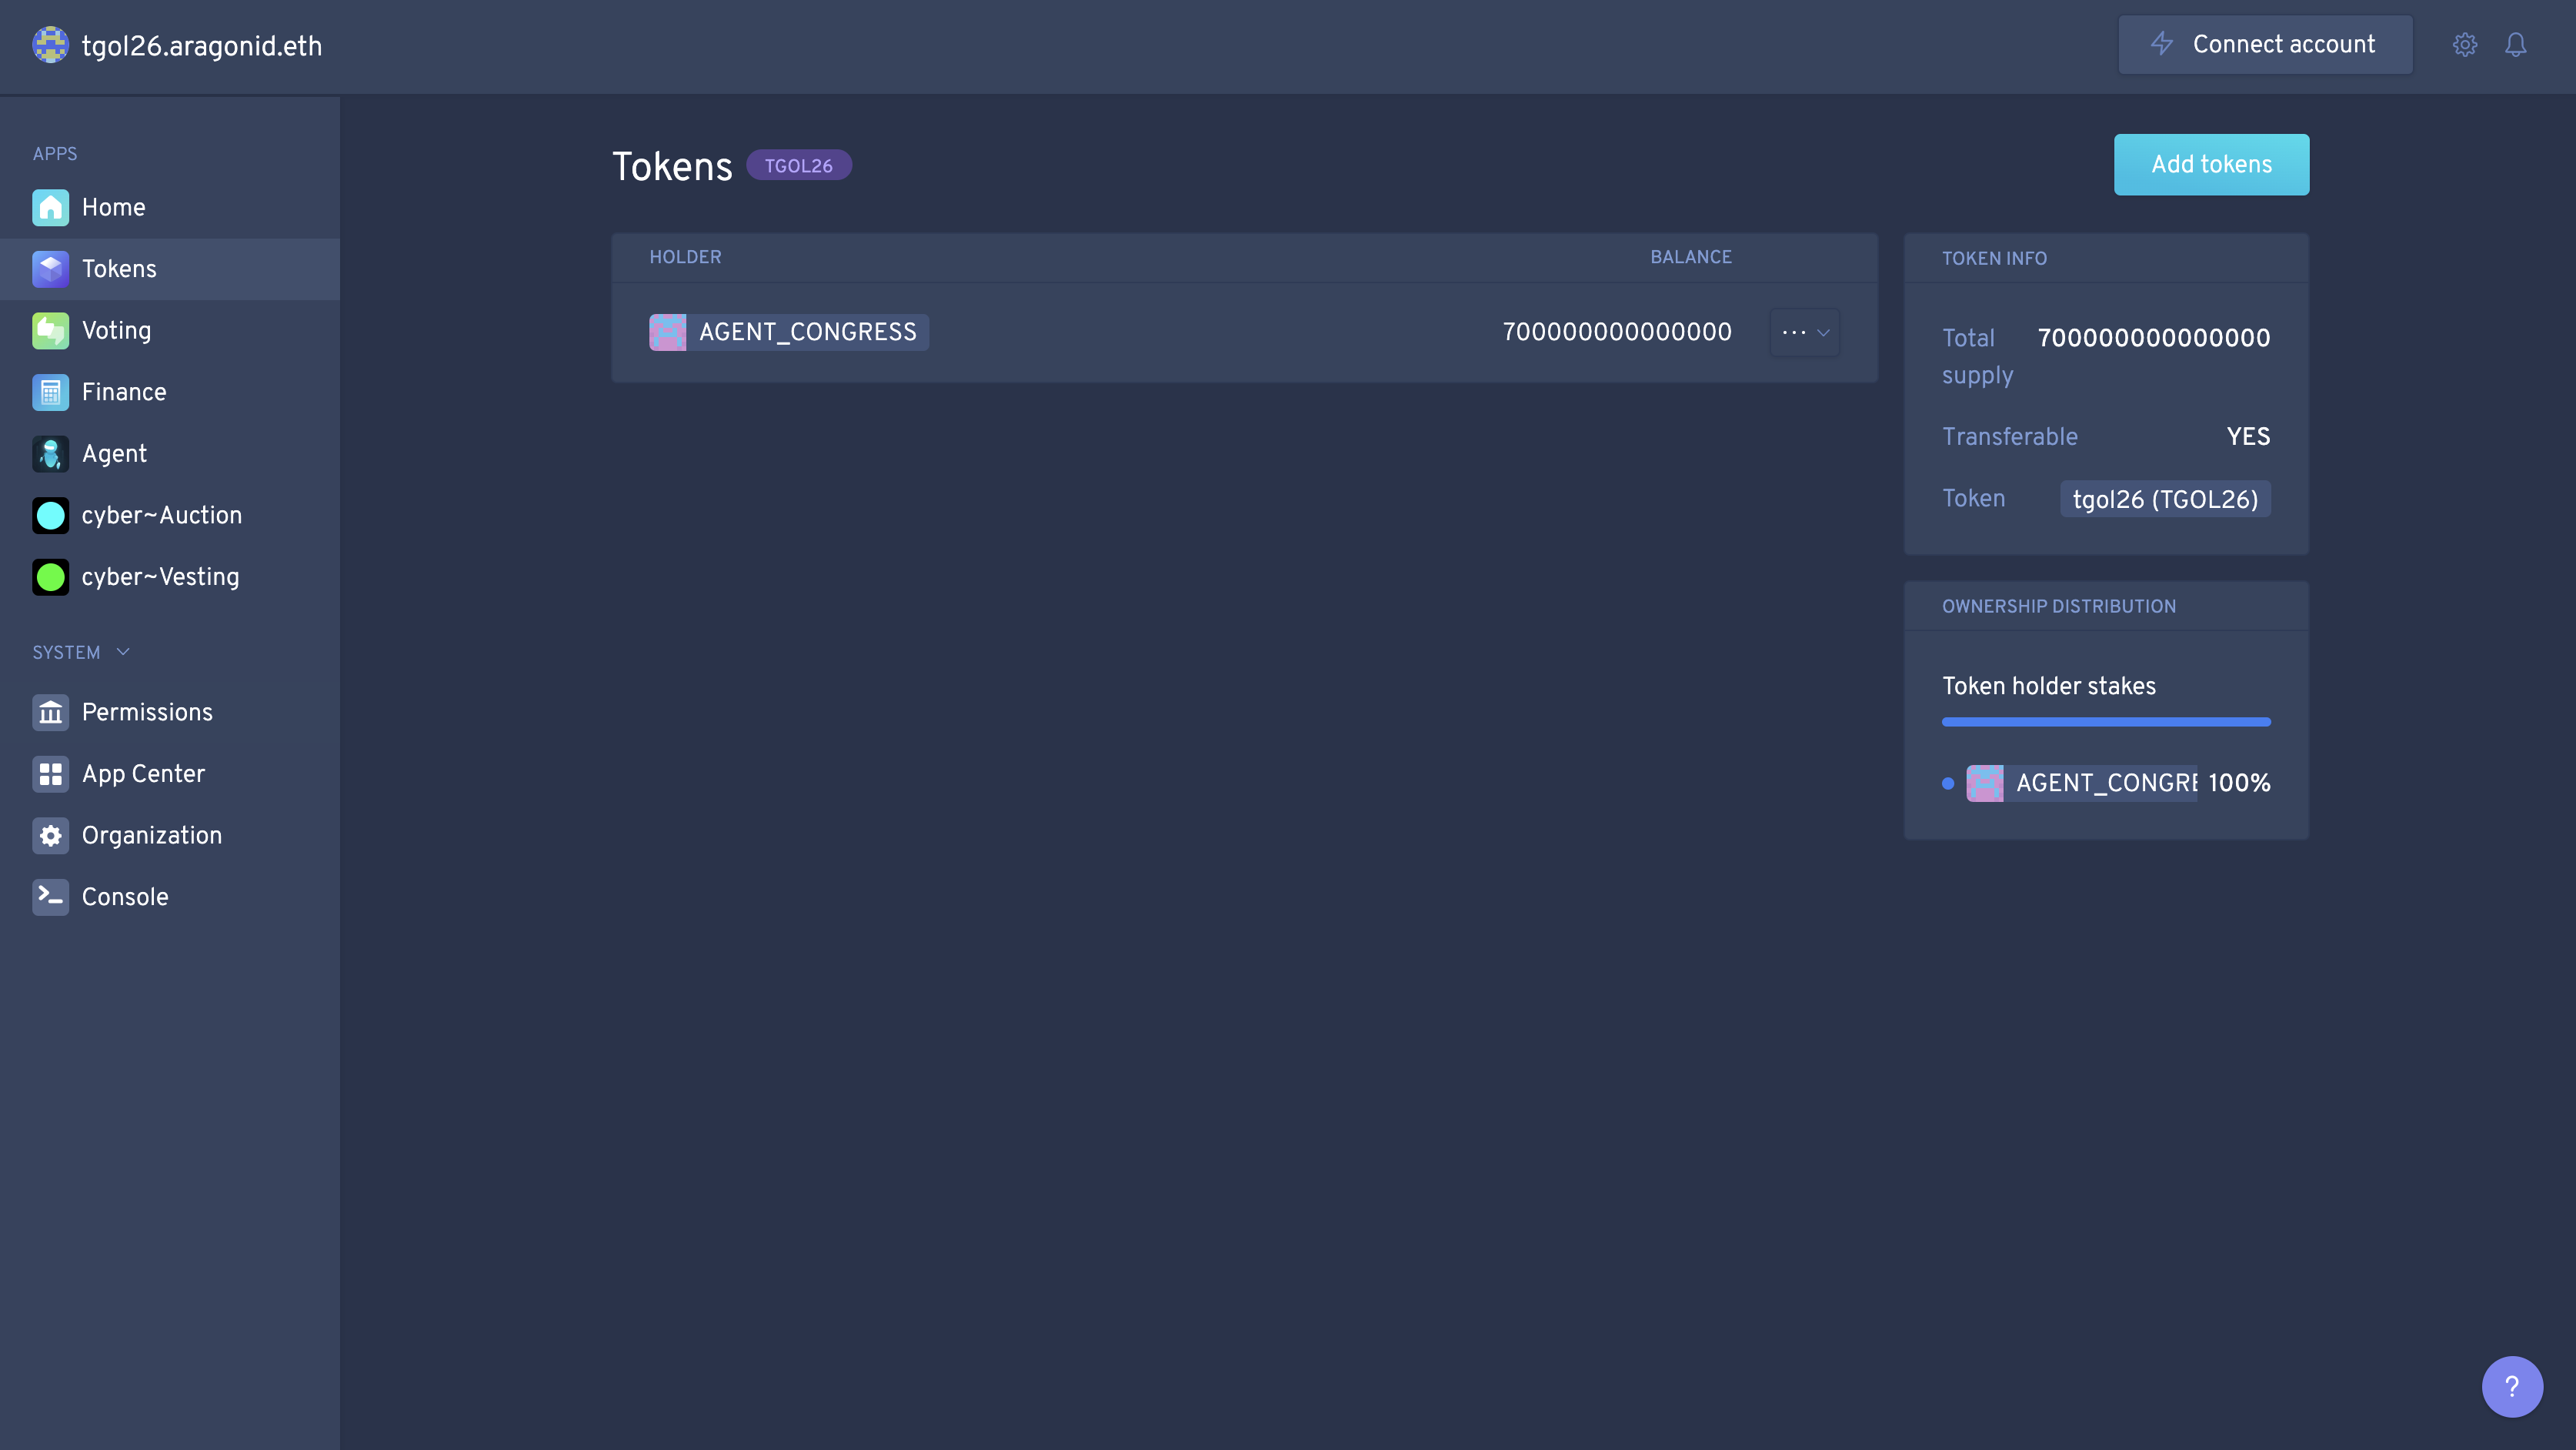 tgol26.aragonid.eth
Connect account
APPS
Home
Tokens
Voting
Finance
Agent
cyber~Auction
cyber~Vesting
SYSTEM
Permissions
App Center
Organization
Console
Tokens TGOL26
Add tokens
HOLDER BALANCE
AGENT_CONGRESS 700000000000000
TOKEN INFO
Total supply 700000000000000
Transferable YES
Token tgol26 (TGOL26)
OWNERSHIP DISTRIBUTION
Token holder stakes
AGENT_CONGRE 100%
?